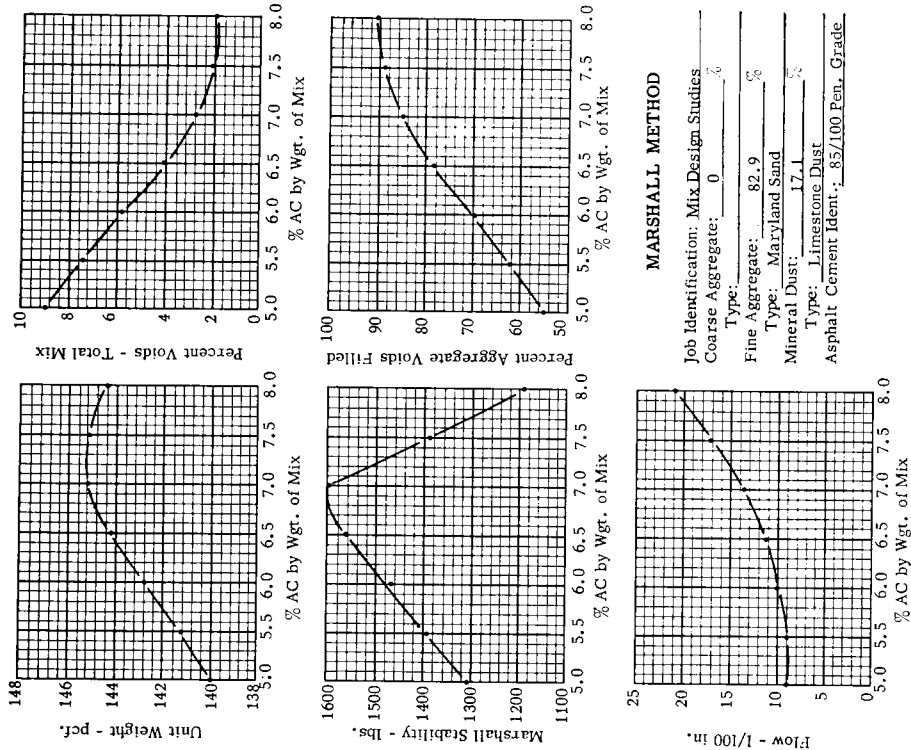 148
146
144
142
140
138
Unit Weight - pcf.
5.0 5.5 6.0 6.5 7.0 7.5 8.0
% AC by Wgt. of Mix
10
8
6
4
2
0
Percent Voids - Total Mix
5.0 5.5 6.0 6.5 7.0 7.5 8.0
% AC by Wgt. of Mix
1600
1500
1400
1300
1200
1100
Marshall Stability - lbs.
5.0 5.5 6.0 6.5 7.0 7.5 8.0
% AC by Wgt. of Mix
100
90
80
70
60
50
Percent Aggregate Voids Filled
5.0 5.5 6.0 6.5 7.0 7.5 8.0
% AC by Wgt. of Mix
25
20
15
10
5
0
Flow - 1/100 in.
5.0 5.5 6.0 6.5 7.0 7.5 8.0
% AC by Wgt. of Mix
MARSHALL METHOD
Job Identification: Mix Design Studies
Coarse Aggregate: 0 %
Type:
Fine Aggregate: 82.9 %
Type: Maryland Sand
Mineral Dust: 17.1 %
Type: Linestone Dust
Asphalt Cement Ident.: 85/100 Pen. Grade